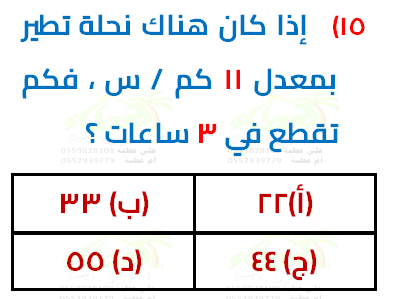 ١٥) إذا كان هناك نحلة تطير
بمعدل ١١ كم / س ، فكم
تقطع في ٣ ساعات ؟
(أ) ٢٢
(ب) ٣٣
(ج) ٤٤
(د) ٥٥